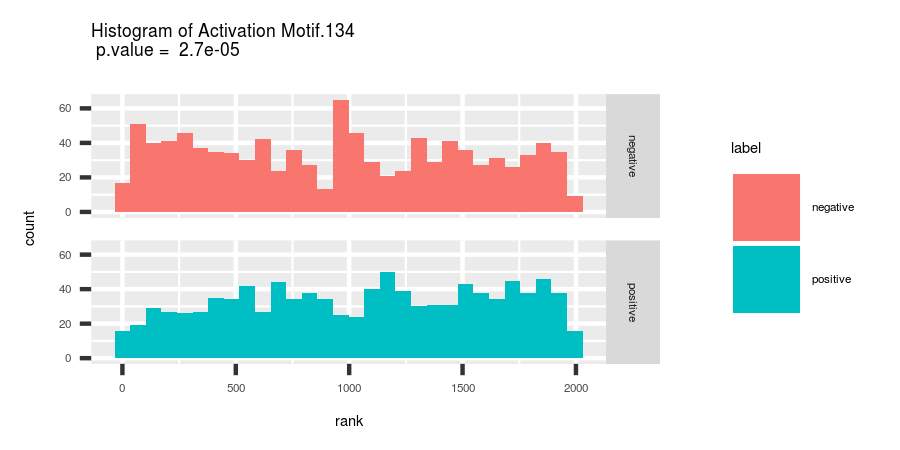 Histogram of Activation Motif.134
p.value = 2.7e-05
60
40
20
0
negative
60
40
20
0
positive
0 500 1000 1500 2000
rank
count
label
negative
positive